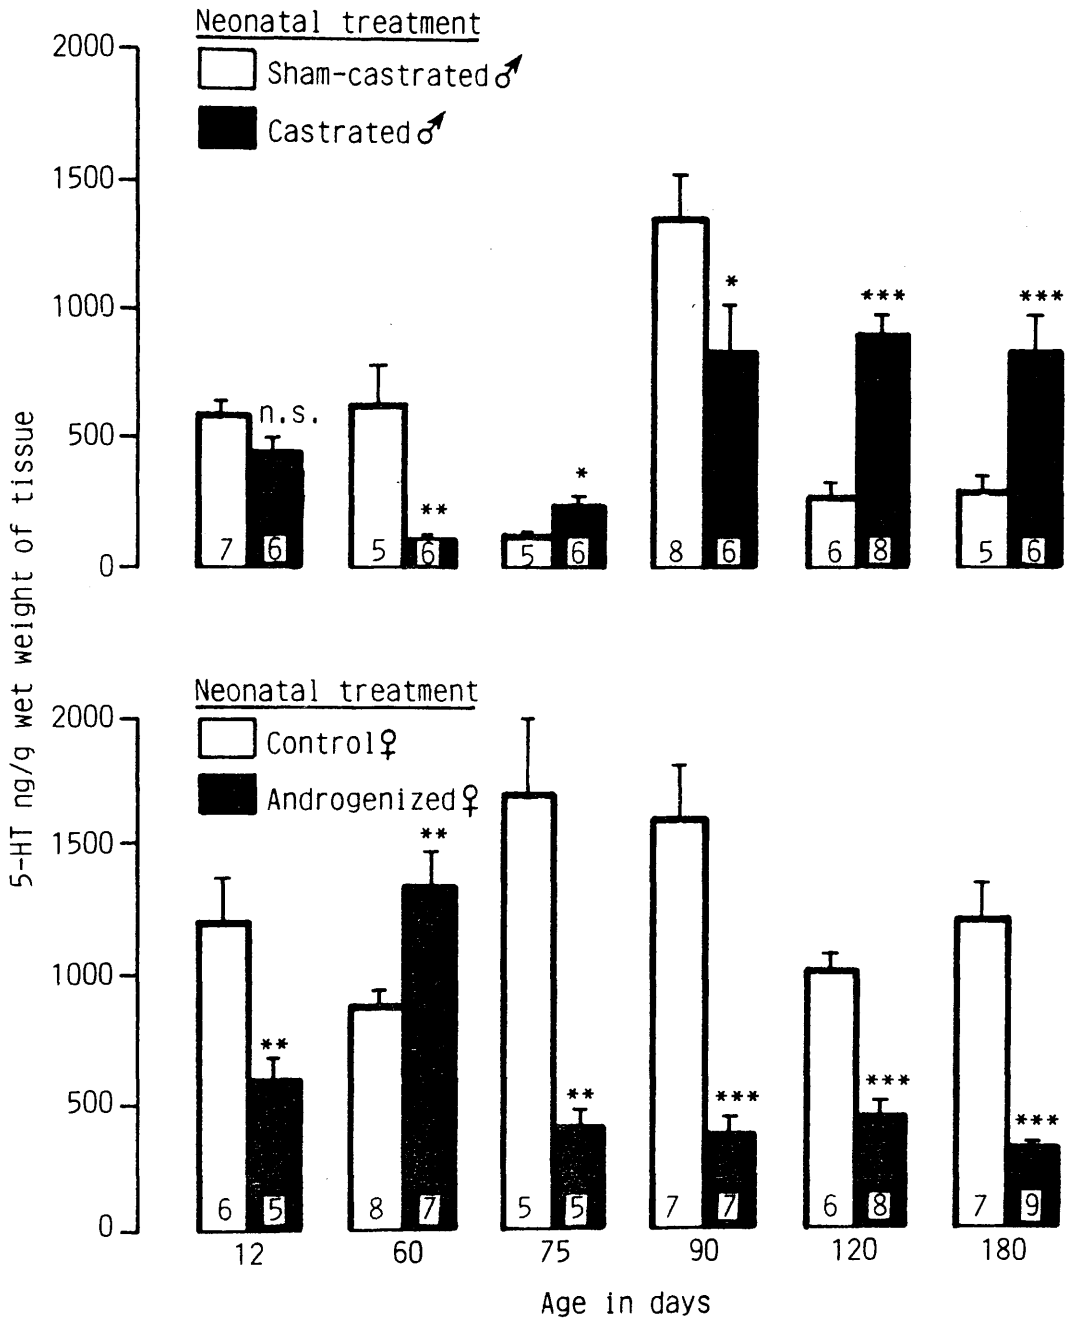 Neonatal treatment
Sham-castrated ♂
Castrated ♂
2000
1500
1000
500
0
n.s.
**
*
*
***
***
7 6 5 6 5 6 8 6 6 8 5 6
5-HT ng/g wet weight of tissue
Neonatal treatment
Control ♀
Androgenized ♀
2000
1500
1000
500
0
**
**
**
***
***
***
6 5 8 7 5 5 7 7 6 8 7 9
12 60 75 90 120 180
Age in days